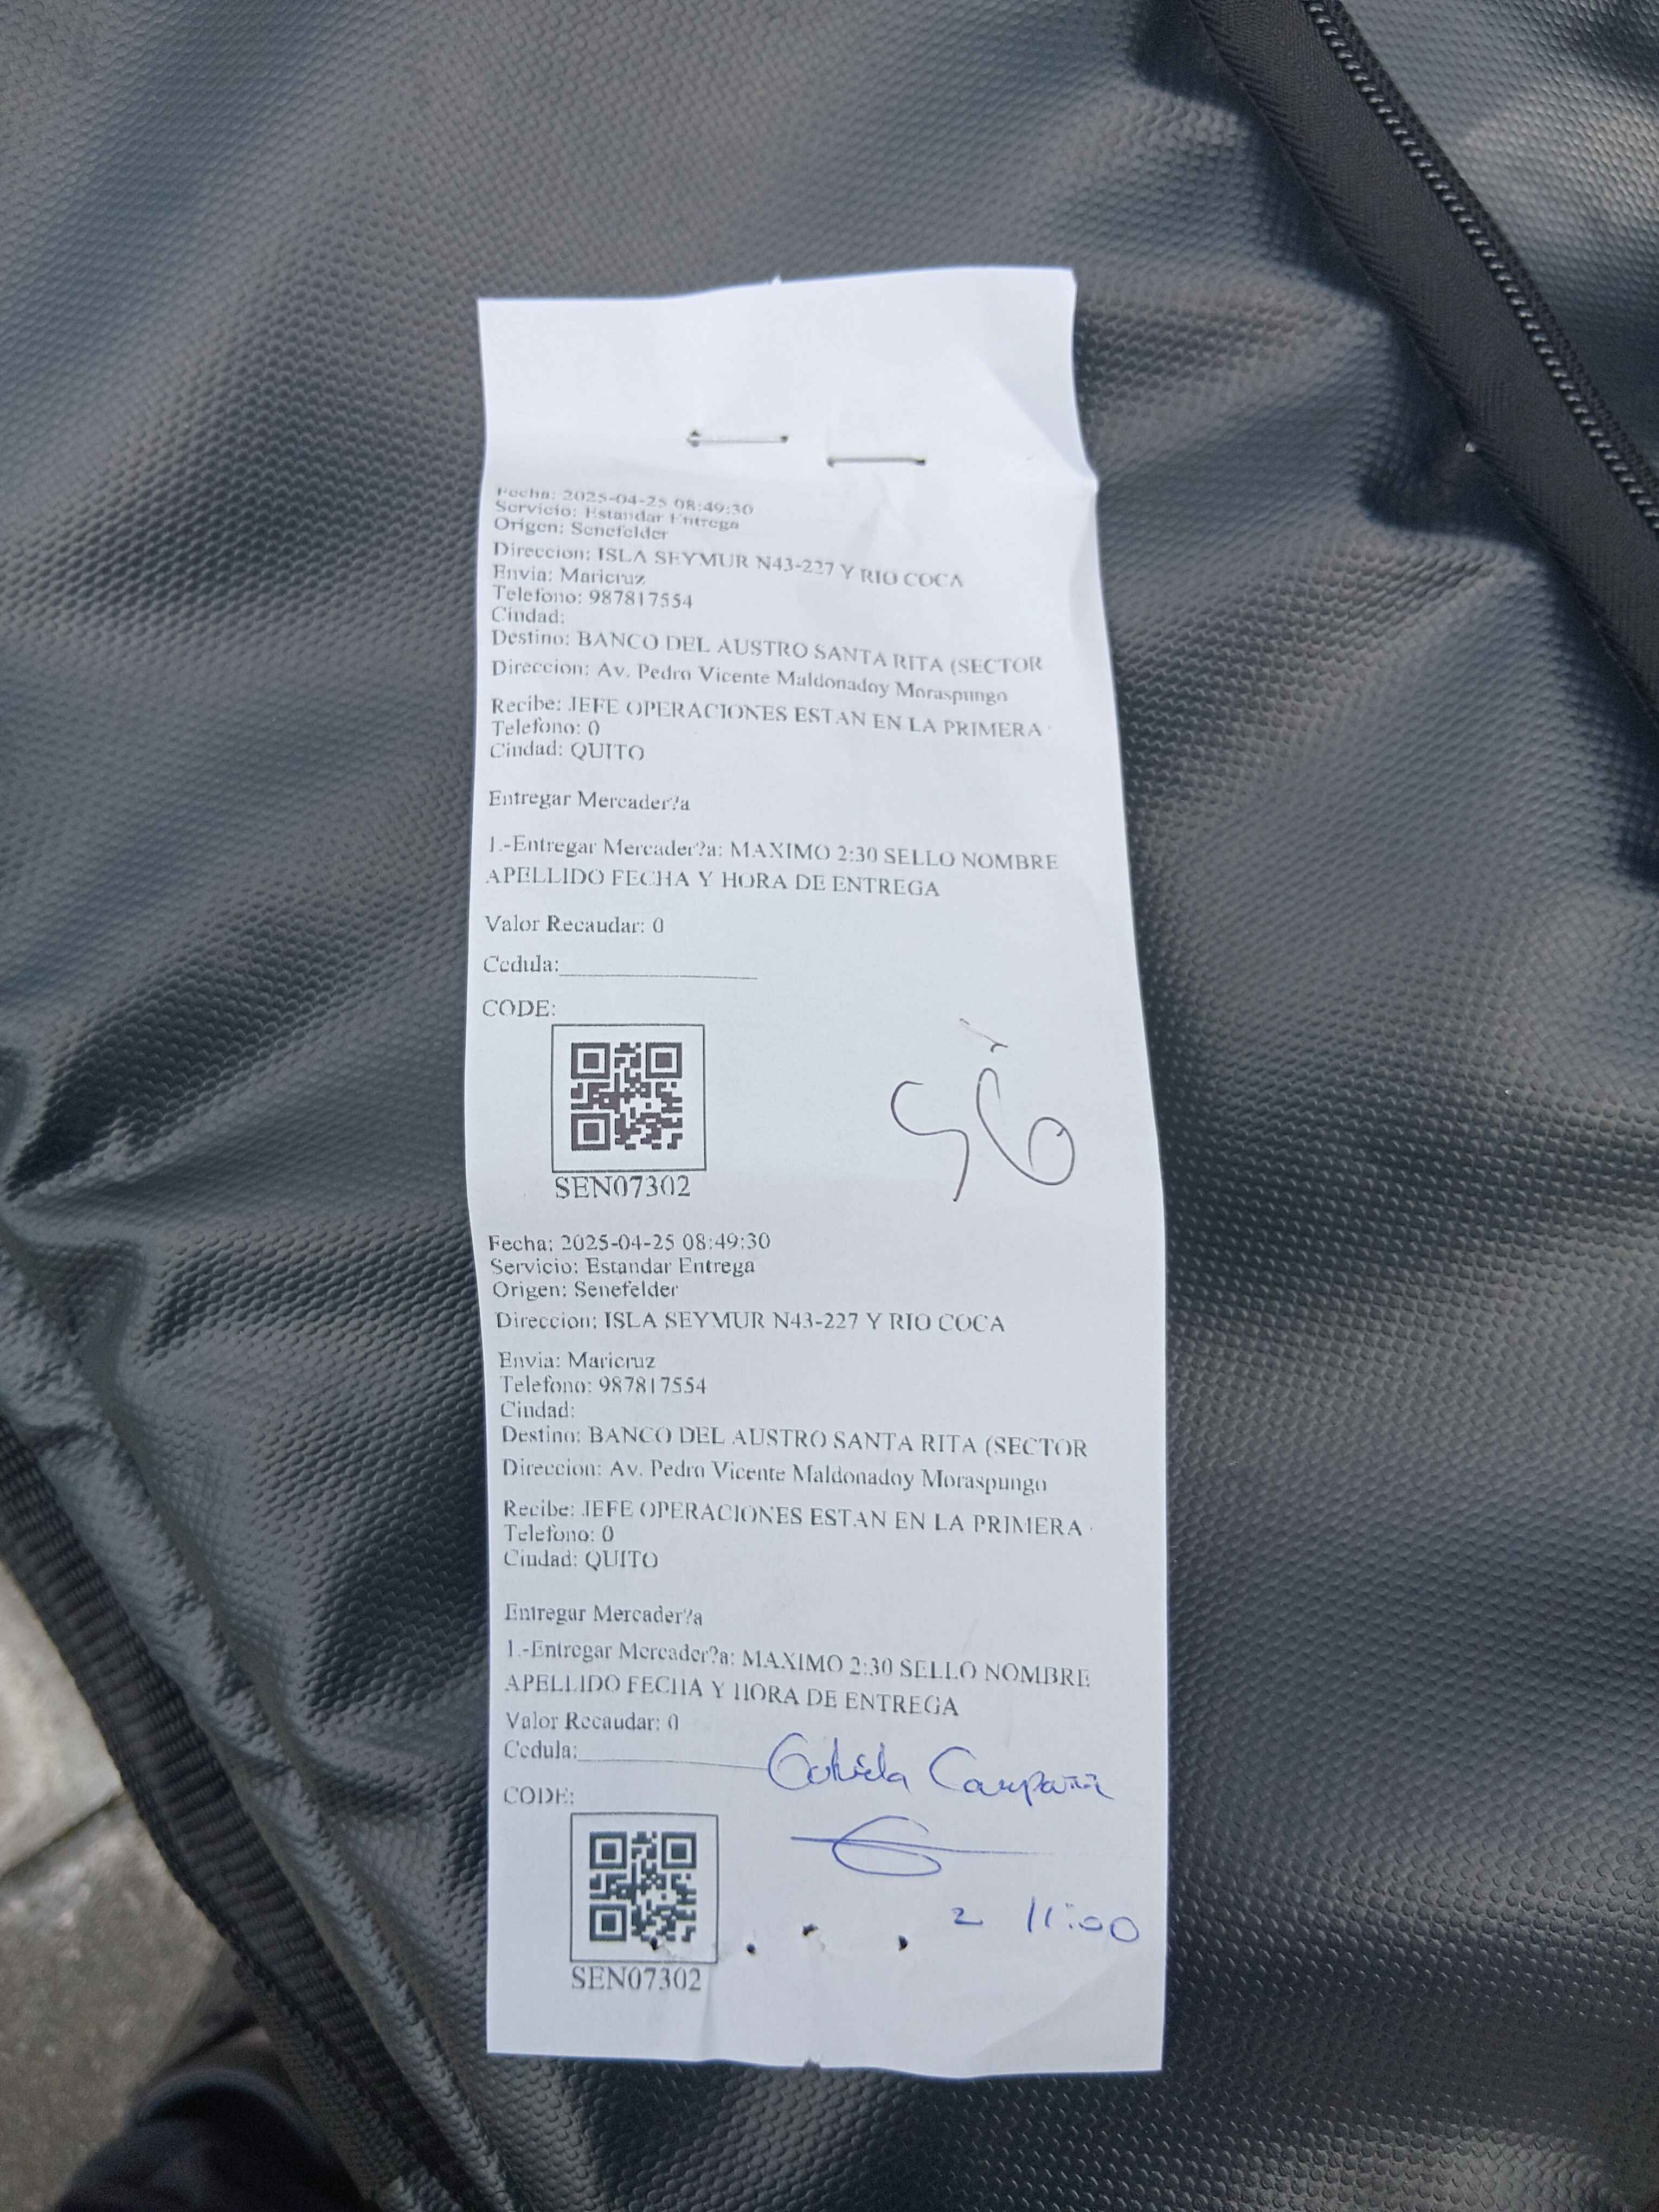 Fecha: 2025-04-25 08:49:30
Servicio: Estandar Entrega
Origen: Senefelder
Direccion: ISLA SEYMUR N43-227 Y RIO COCA
Envia: Maricruz
Telefono: 987817554
Ciudad:
Destino: BANCO DEL AUSTRO SANTA RITA (SECTOR
Direccion: Av. Pedro Vicente Maldonadoy Moraspungo
Recibe: JEFE OPERACIONES ESTAN EN LA PRIMERA
Telefono: 0
Ciudad: QUITO
Entregar Mercader?a
1.-Entregar Mercader?a: MAXIMO 2:30 SELLO NOMBRE
APELLIDO FECHA Y HORA DE ENTREGA
Valor Recaudar: 0
Cedula:
CODE:
56
SEN07302
Fecha: 2025-04-25 08:49:30
Servicio: Estandar Entrega
Origen: Senefelder
Direccion: ISLA SEYMUR N43-227 Y RIO COCA
Envia: Maricruz
Telefono: 987817554
Ciudad:
Destino: BANCO DEL AUSTRO SANTA RITA (SECTOR
Direccion: Av. Pedro Vicente Maldonadoy Moraspungo
Recibe: JEFE OPERACIONES ESTAN EN LA PRIMERA
Telefono: 0
Ciudad: QUITO
Entregar Mercader?a
1.-Entregar Mercader?a: MAXIMO 2:30 SELLO NOMBRE
APELLIDO FECHA Y HORA DE ENTREGA
Valor Recaudar: 0
Cedula: Gabriela
CODE:
11:00
SEN07302